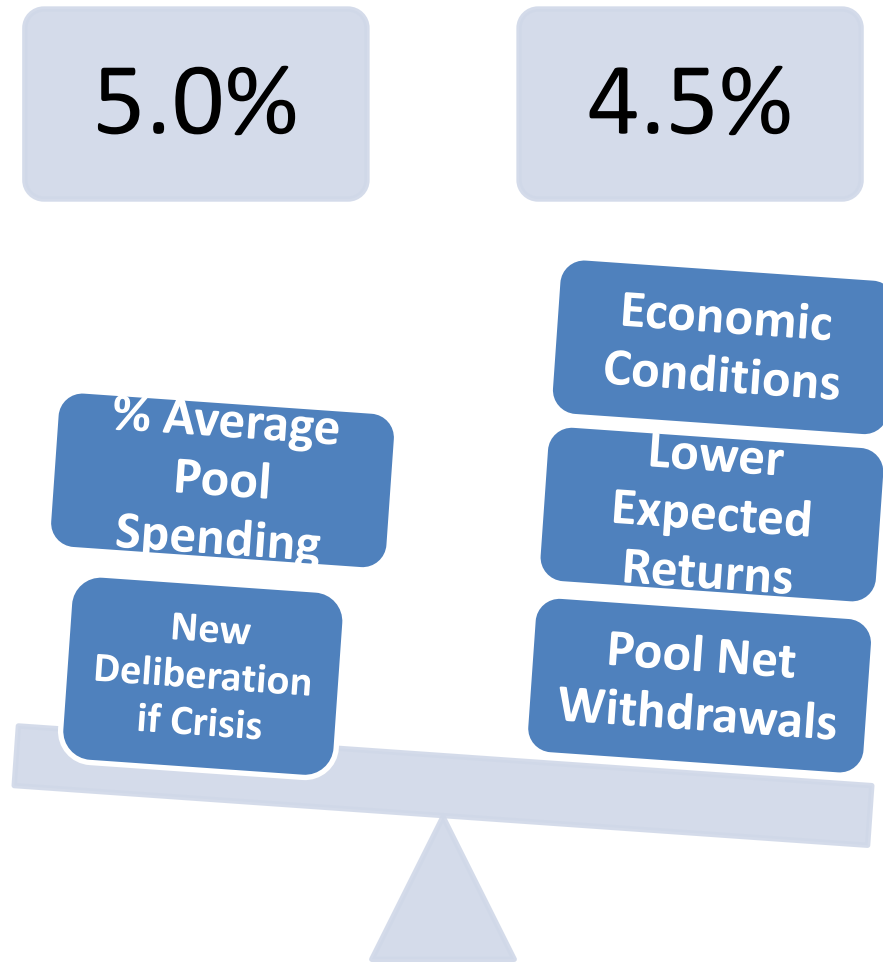 5.0%
4.5%
% Average
Pool
Spending
New
Deliberation
if Crisis
Economic
Conditions
Lower
Expected
Returns
Pool Net
Withdrawals